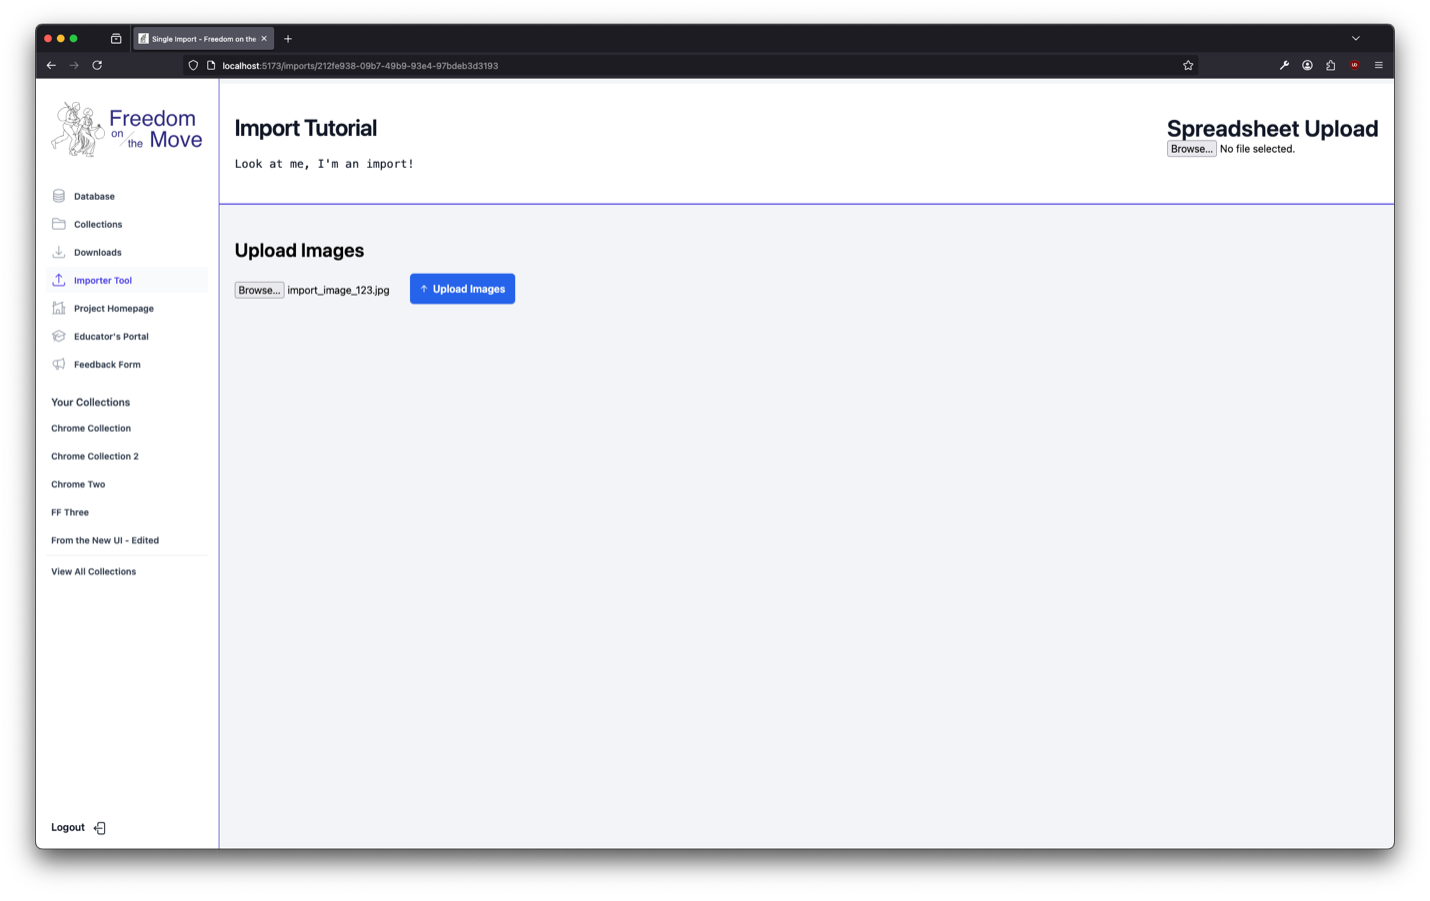 Single Import - Freedom on the
localhost:5173/imports/212fe938-09b7-49b9-93e4-97bdeb3d3193
Freedom
on the Move
Database
Collections
Downloads
Importer Tool
Project Homepage
Educator's Portal
Feedback Form
Your Collections
Chrome Collection
Chrome Collection 2
Chrome Two
FF Three
From the New UI - Edited
View All Collections
Logout
Import Tutorial
Look at me, I'm an import!
Spreadsheet Upload
Browse... No file selected.
Upload Images
Browse... import_image_123.jpg
Upload Images